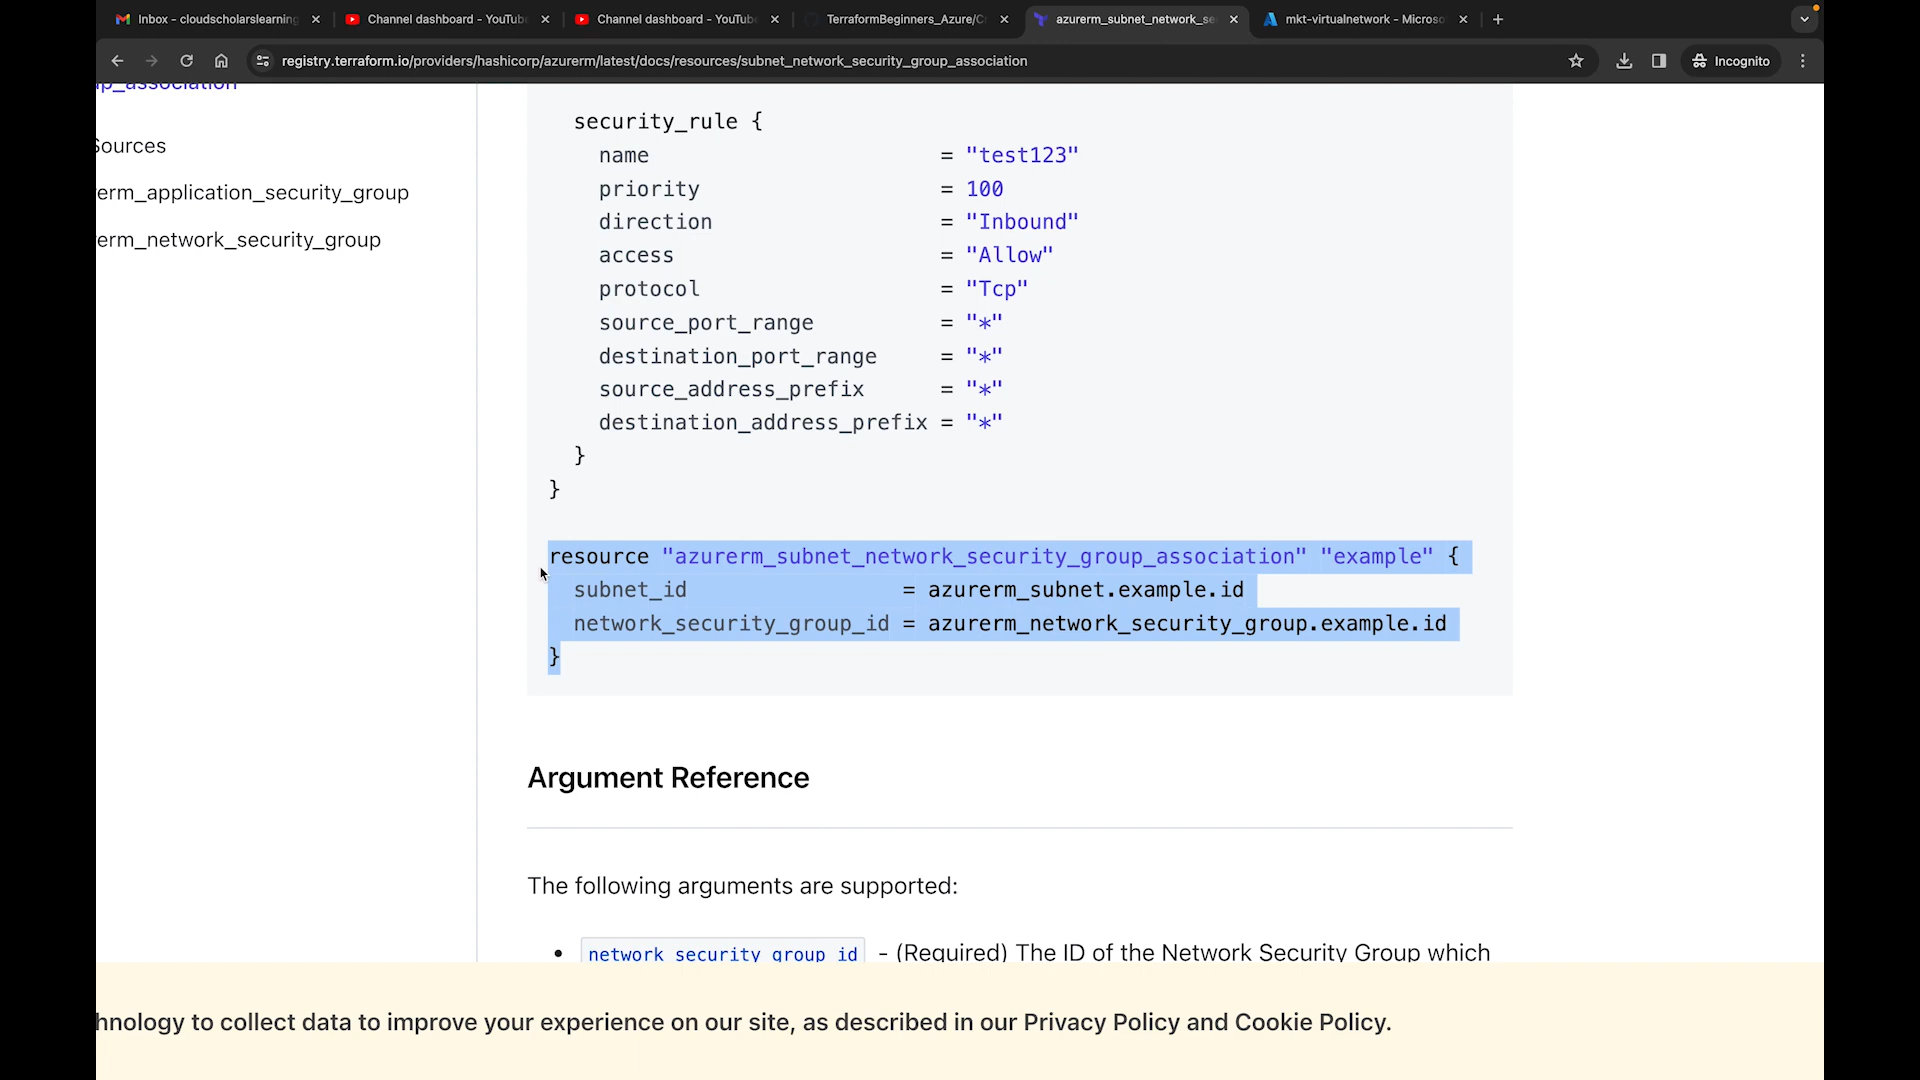 Inbox - cloudscholarslearning
Channel dashboard - YouTube
Channel dashboard - YouTube
TerraformBeginners_Azure/C
azurerm_subnet_network_se
mkt-virtualnetwork - Microso
registry.terraform.io/providers/hashicorp/azurerm/latest/docs/resources/subnet_network_security_group_association
Incognito
up_association
Sources
erm_application_security_group
erm_network_security_group
security_rule {
name = "test123"
priority = 100
direction = "Inbound"
access = "Allow"
protocol = "Tcp"
source_port_range = "*"
destination_port_range = "*"
source_address_prefix = "*"
destination_address_prefix = "*"
}
}
resource "azurerm_subnet_network_security_group_association" "example" {
subnet_id = azurerm_subnet.example.id
network_security_group_id = azurerm_network_security_group.example.id
}
Argument Reference
The following arguments are supported:
• network_security_group_id - (Required) The ID of the Network Security Group which
hnology to collect data to improve your experience on our site, as described in our Privacy Policy and Cookie Policy.